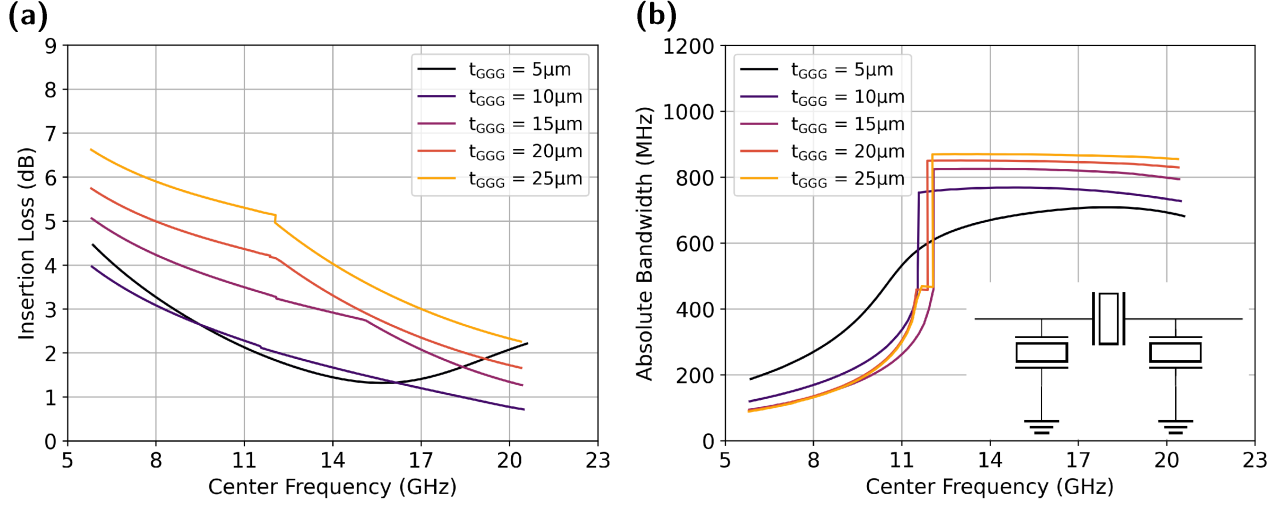 (a)
9
8
7
6
5
4
3
2
1
0
Insertion Loss (dB)
t_GGG = 5μm
t_GGG = 10μm
t_GGG = 15μm
t_GGG = 20μm
t_GGG = 25μm
5 8 11 14 17 20 23
Center Frequency (GHz)
(b)
1200
1000
800
600
400
200
0
Absolute Bandwidth (MHz)
t_GGG = 5μm
t_GGG = 10μm
t_GGG = 15μm
t_GGG = 20μm
t_GGG = 25μm
5 8 11 14 17 20 23
Center Frequency (GHz)